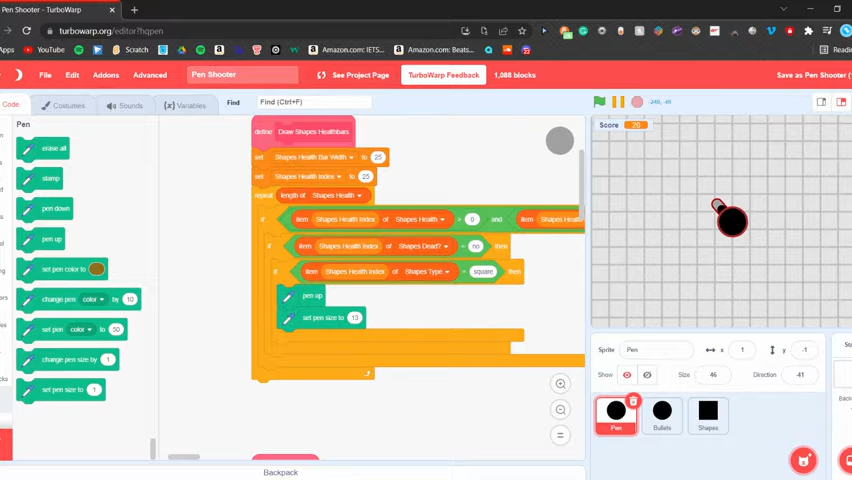 Pen Shooter - TurboWarp
turbowarp.org/editor?hqpen
Apps YouTube Scratch Amazon.com: IETS... Amazon.com: Beats... Readin
File Edit Addons Advanced Pen Shooter See Project Page TurboWarp Feedback 1,088 blocks Save as Pen Shooter (
Code Costumes Sounds (x) Variables Find Find (Ctrl+F) -240, -49
Pen
erase all
stamp
pen down
pen up
set pen color to
change pen color by 10
set pen color to 50
change pen size by 1
set pen size to 1
define Draw Shapes Healthbars
set Shapes Health Bar Width to 25
set Shapes Health Index to 25
repeat length of Shapes Health
if item Shapes Health Index of Shapes Health > 0 and item Shapes Health
if item Shapes Health Index of Shapes Dead? = no then
if item Shapes Health Index of Shapes Type = square then
pen up
set pen size to 13
Backpack
Score 20
Sprite Pen x 1 y -1
Show Size 46 Direction -41
Pen Bullets Shapes